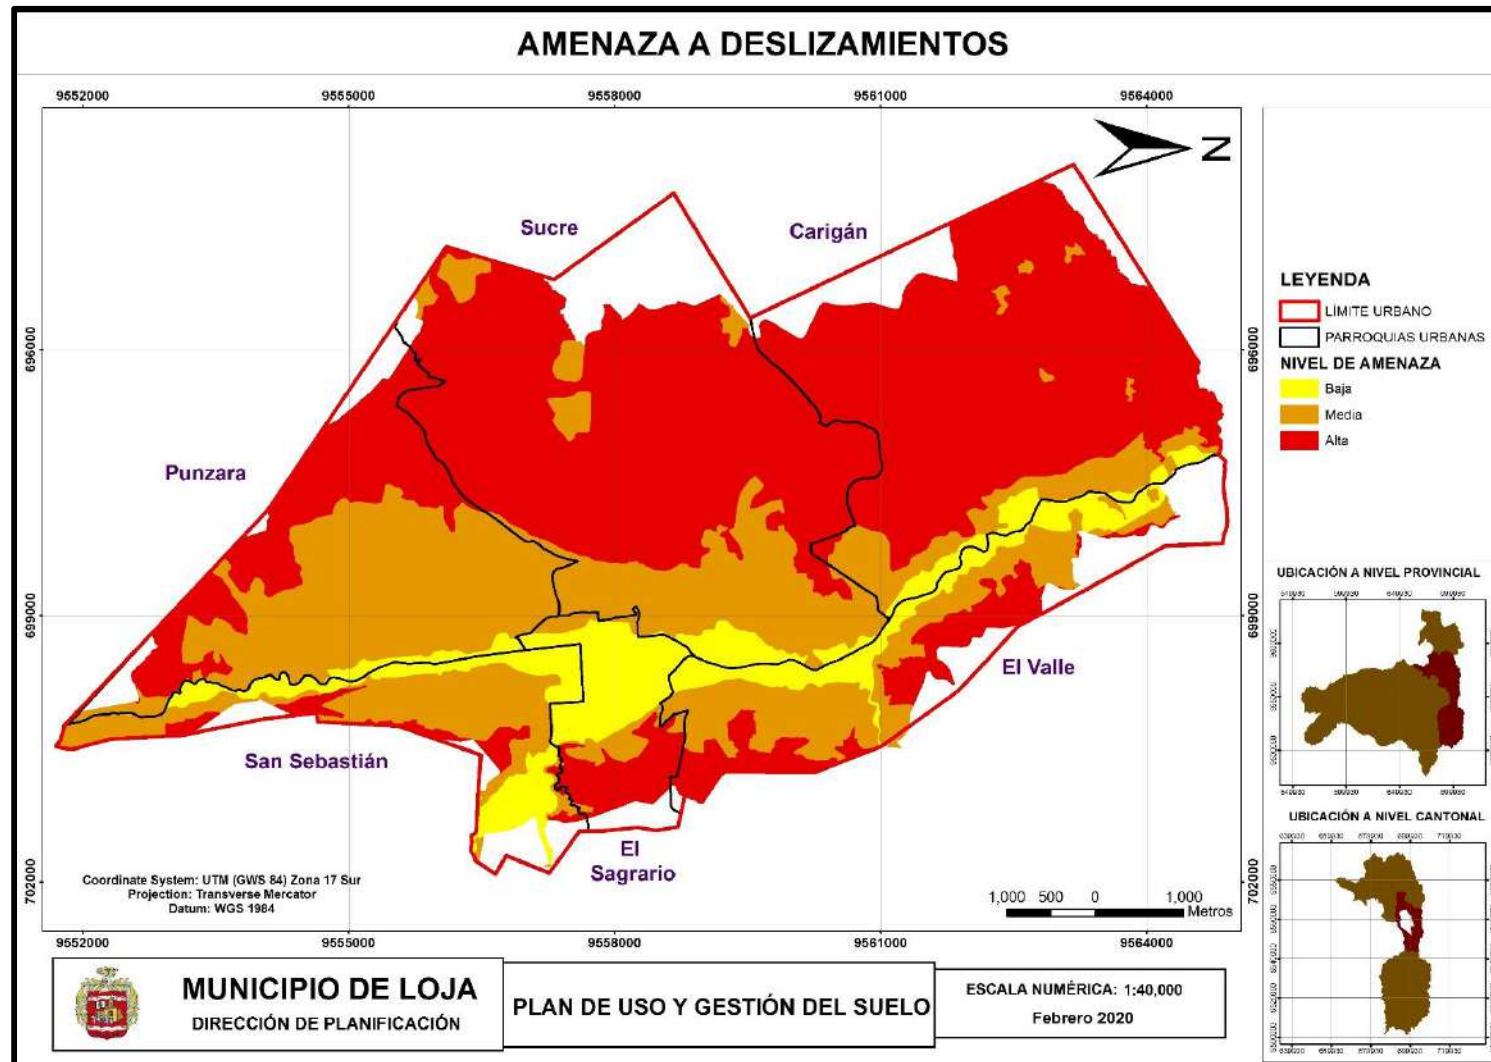 AMENAZA A DESLIZAMIENTOS
9552000 9555000 9558000 9561000 9564000
N
Sucre
Carigán
Punzara
El Valle
San Sebastián
El
Sagrario
696000
699000
702000
696000
699000
702000
Coordinate System: UTM (GWS 84) Zona 17 Sur
Projection: Transverse Mercator
Datum: WGS 1984
1,000 500 0 1,000
Metros
9552000 9555000 9558000 9561000 9564000
LEYENDA
LÍMITE URBANO
PARROQUIAS URBANAS
NIVEL DE AMENAZA
Baja
Media
Alta
UBICACIÓN A NIVEL PROVINCIAL
UBICACIÓN A NIVEL CANTONAL
MUNICIPIO DE LOJA
DIRECCIÓN DE PLANIFICACIÓN
PLAN DE USO Y GESTIÓN DEL SUELO
ESCALA NUMÉRICA: 1:40,000
Febrero 2020